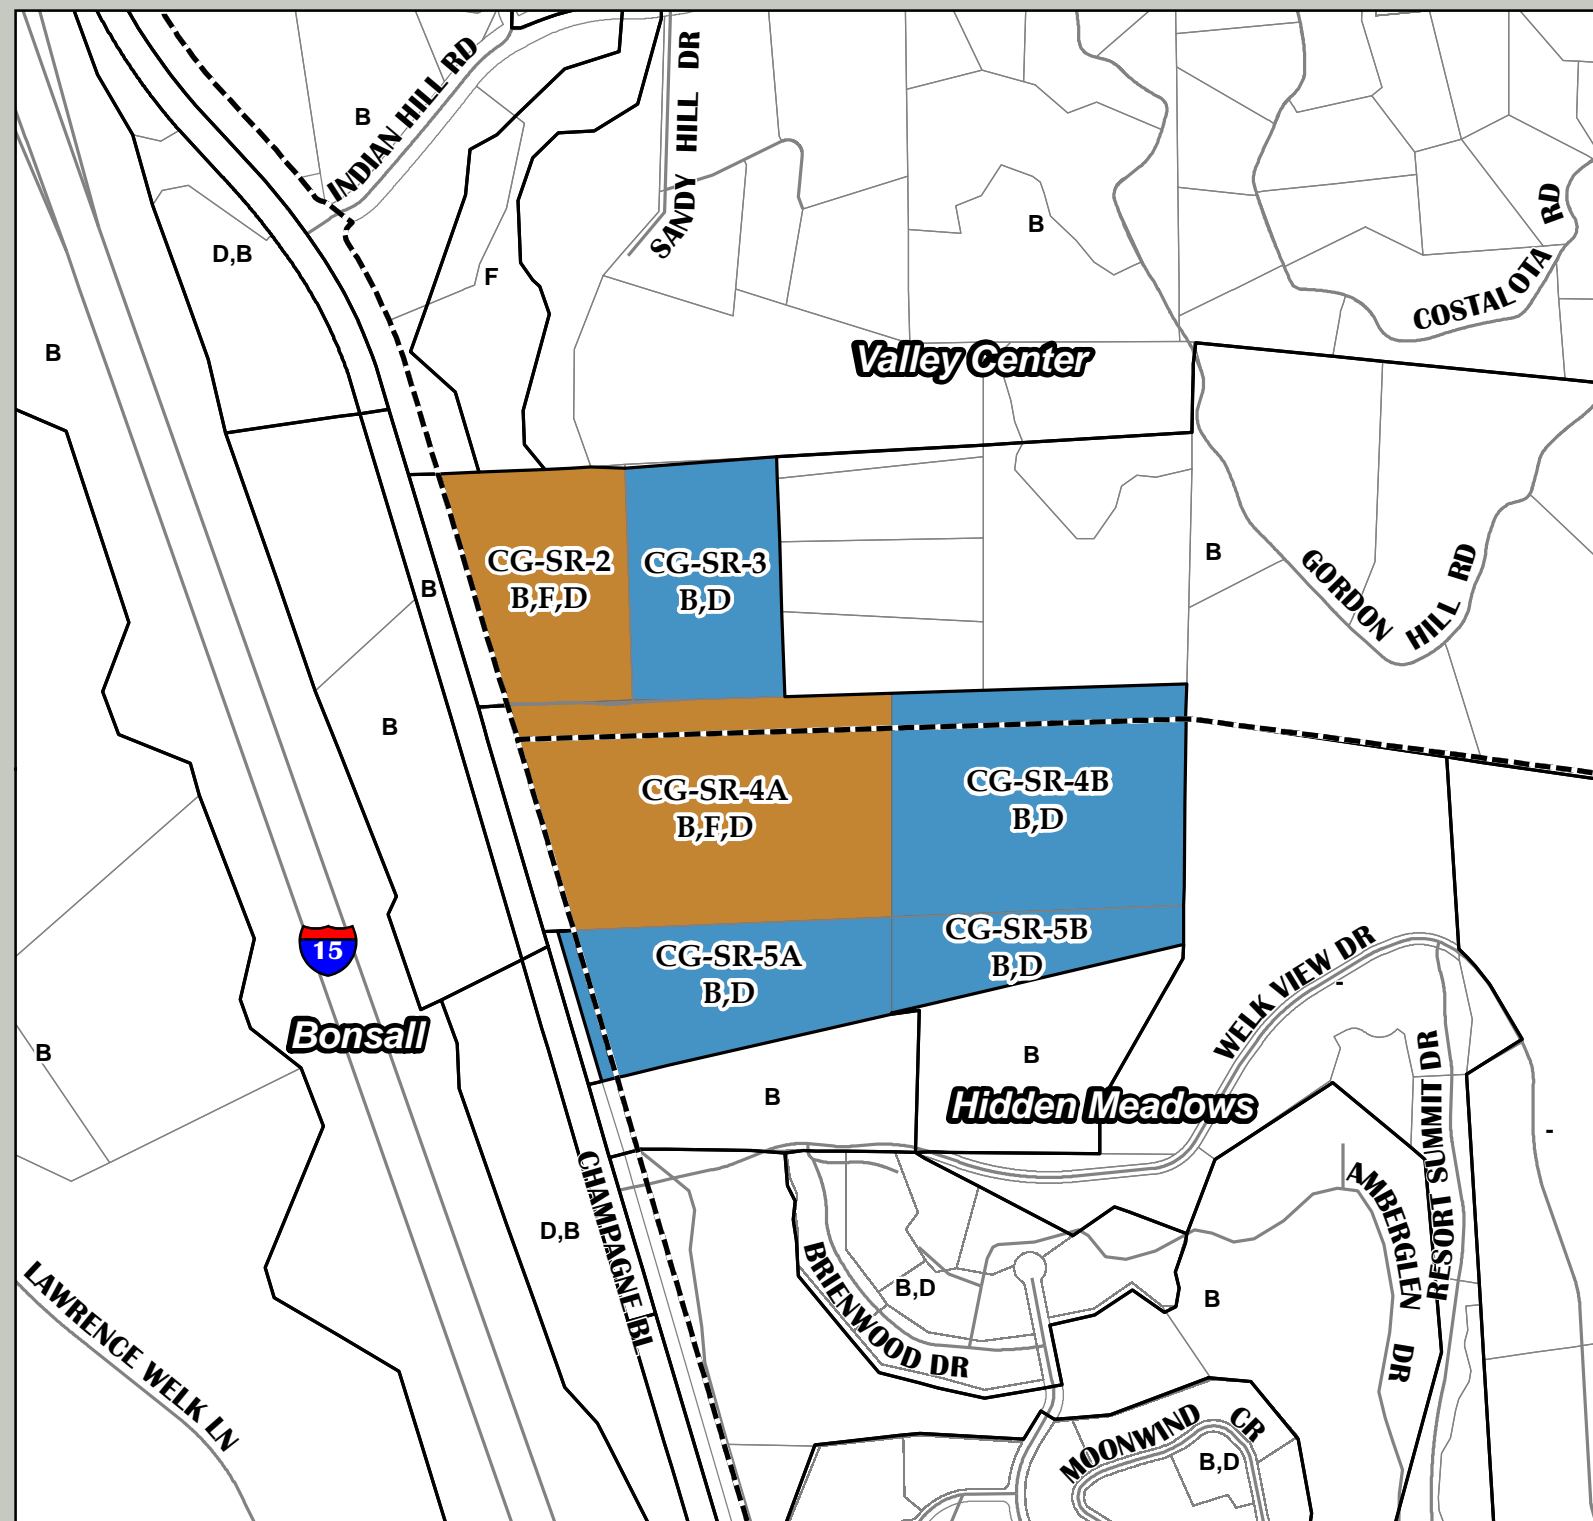 INDIAN HILL RD
SANDY HILL DR
B
D,B
F
B
COSTALOTA RD
B
Valley Center
CG-SR-2
B,F,D
CG-SR-3
B,D
B
B
GORDON HILL RD
B
CG-SR-4A
B,F,D
CG-SR-4B
B,D
15
CG-SR-5A
B,D
CG-SR-5B
B,D
WELK VIEW DR
-
Bonsall
B
B
B
Hidden Meadows
RESORT SUMMIT DR
-
CHAMPAGNE BL
D,B
AMBERGLEN DR
BRIENWOOD DR
B,D
B
LAWRENCE WELK LN
MOONWIND CR
B,D